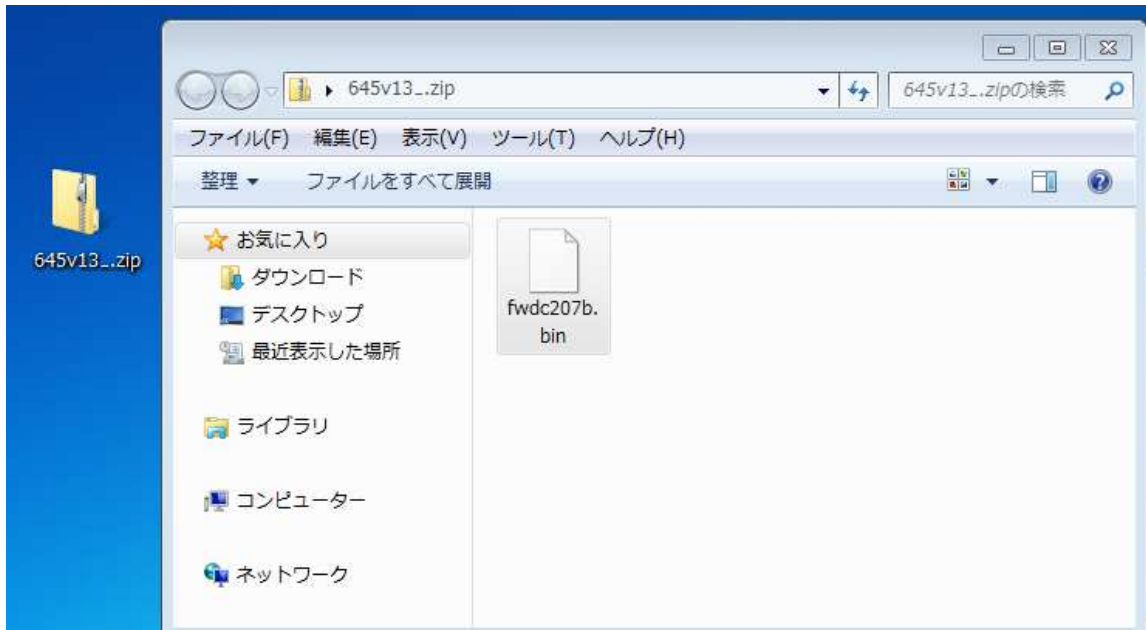 645v13_..zip
645v13_..zip
645v13_..zipの検索
ファイル(F) 編集(E) 表示(V) ツール(T) ヘルプ(H)
整理 ファイルをすべて展開
お気に入り
ダウンロード
デスクトップ
最近表示した場所
ライブラリ
コンピューター
ネットワーク
fwdc207b.
bin